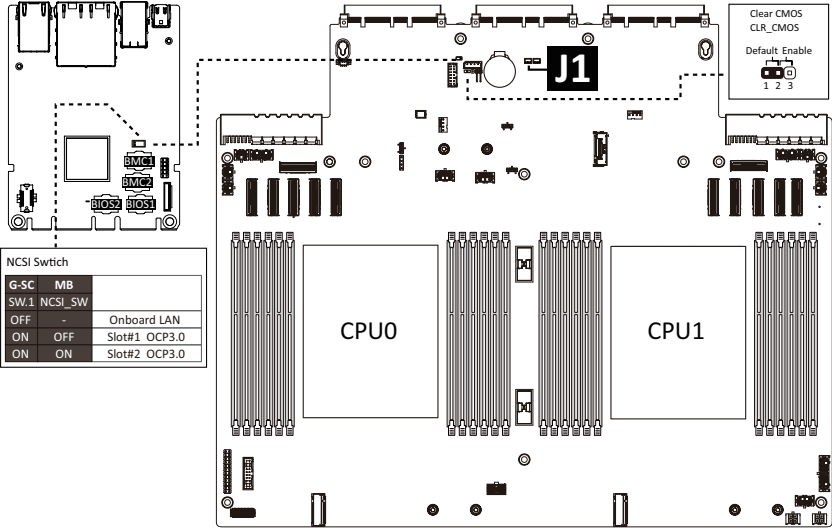 Clear CMOS
CLR_CMOS
Default Enable
1 2 3
J1
BMC1
BMC2
BIOS2 BIOS1
NCSI Swtich
G-SC MB
SW.1 NCSI_SW
OFF - Onboard LAN
ON OFF Slot#1 OCP3.0
ON ON Slot#2 OCP3.0
CPU0
CPU1